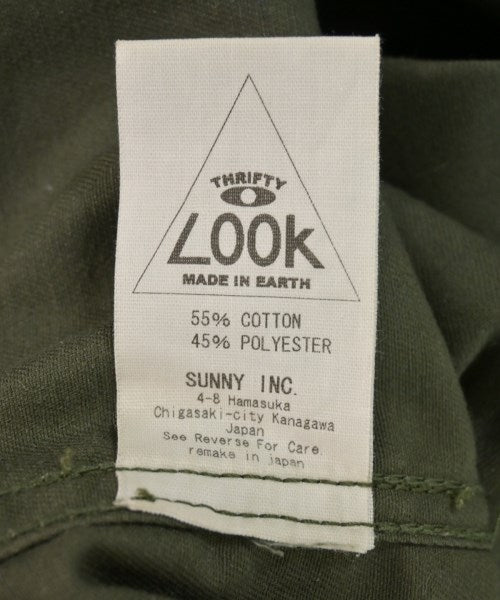 THRIFTY
LOOK
MADE IN EARTH
55% COTTON
45% POLYESTER
SUNNY INC.
4-8 Hamasuka
Chigasaki-city Kanagawa
Japan
See Reverse For Care.
remake in japan